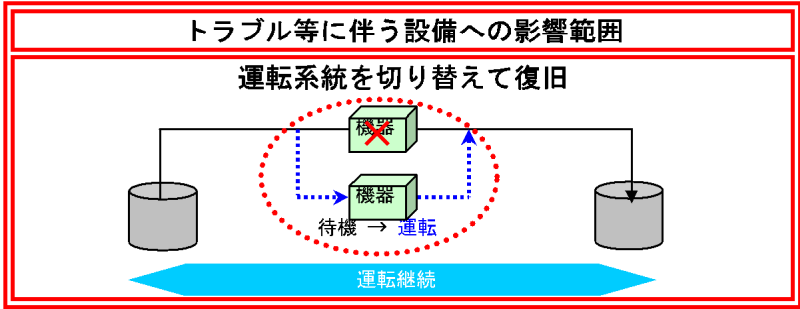 トラブル等に伴う設備への影響範囲
運転系統を切り替えて復旧
機器
機器
待機 → 運転
運転継続